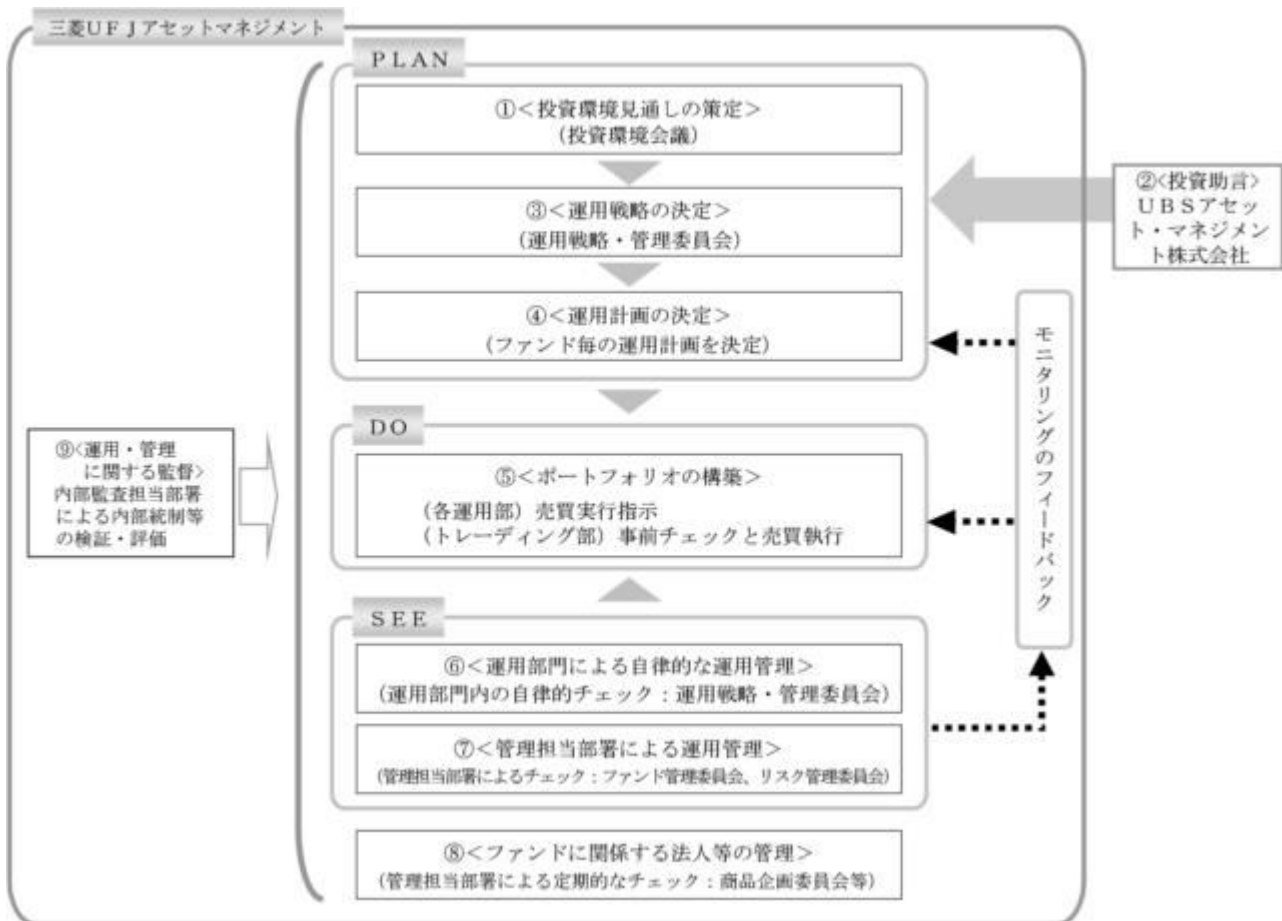 三菱UFJアセットマネジメント
PLAN
①<投資環境見通しの策定>
(投資環境会議)
②<投資助言>
UBSアセッ
ト・マネジメン
ト株式会社
③<運用戦略の決定>
(運用戦略・管理委員会)
④<運用計画の決定>
(ファンド毎の運用計画を決定)
モニタリングのフィードバック
DO
⑤<ポートフォリオの構築>
(各運用部)売買実行指示
(トレーディング部)事前チェックと売買執行
⑨<運用・管理
に関する監督>
内部監査担当部署
による内部統制等
の検証・評価
SEE
⑥<運用部門による自律的な運用管理>
(運用部門内の自律的チェック:運用戦略・管理委員会)
⑦<管理担当部署による運用管理>
(管理担当部署によるチェック:ファンド管理委員会、リスク管理委員会)
⑧<ファンドに関係する法人等の管理>
(管理担当部署による定期的なチェック:商品企画委員会等)